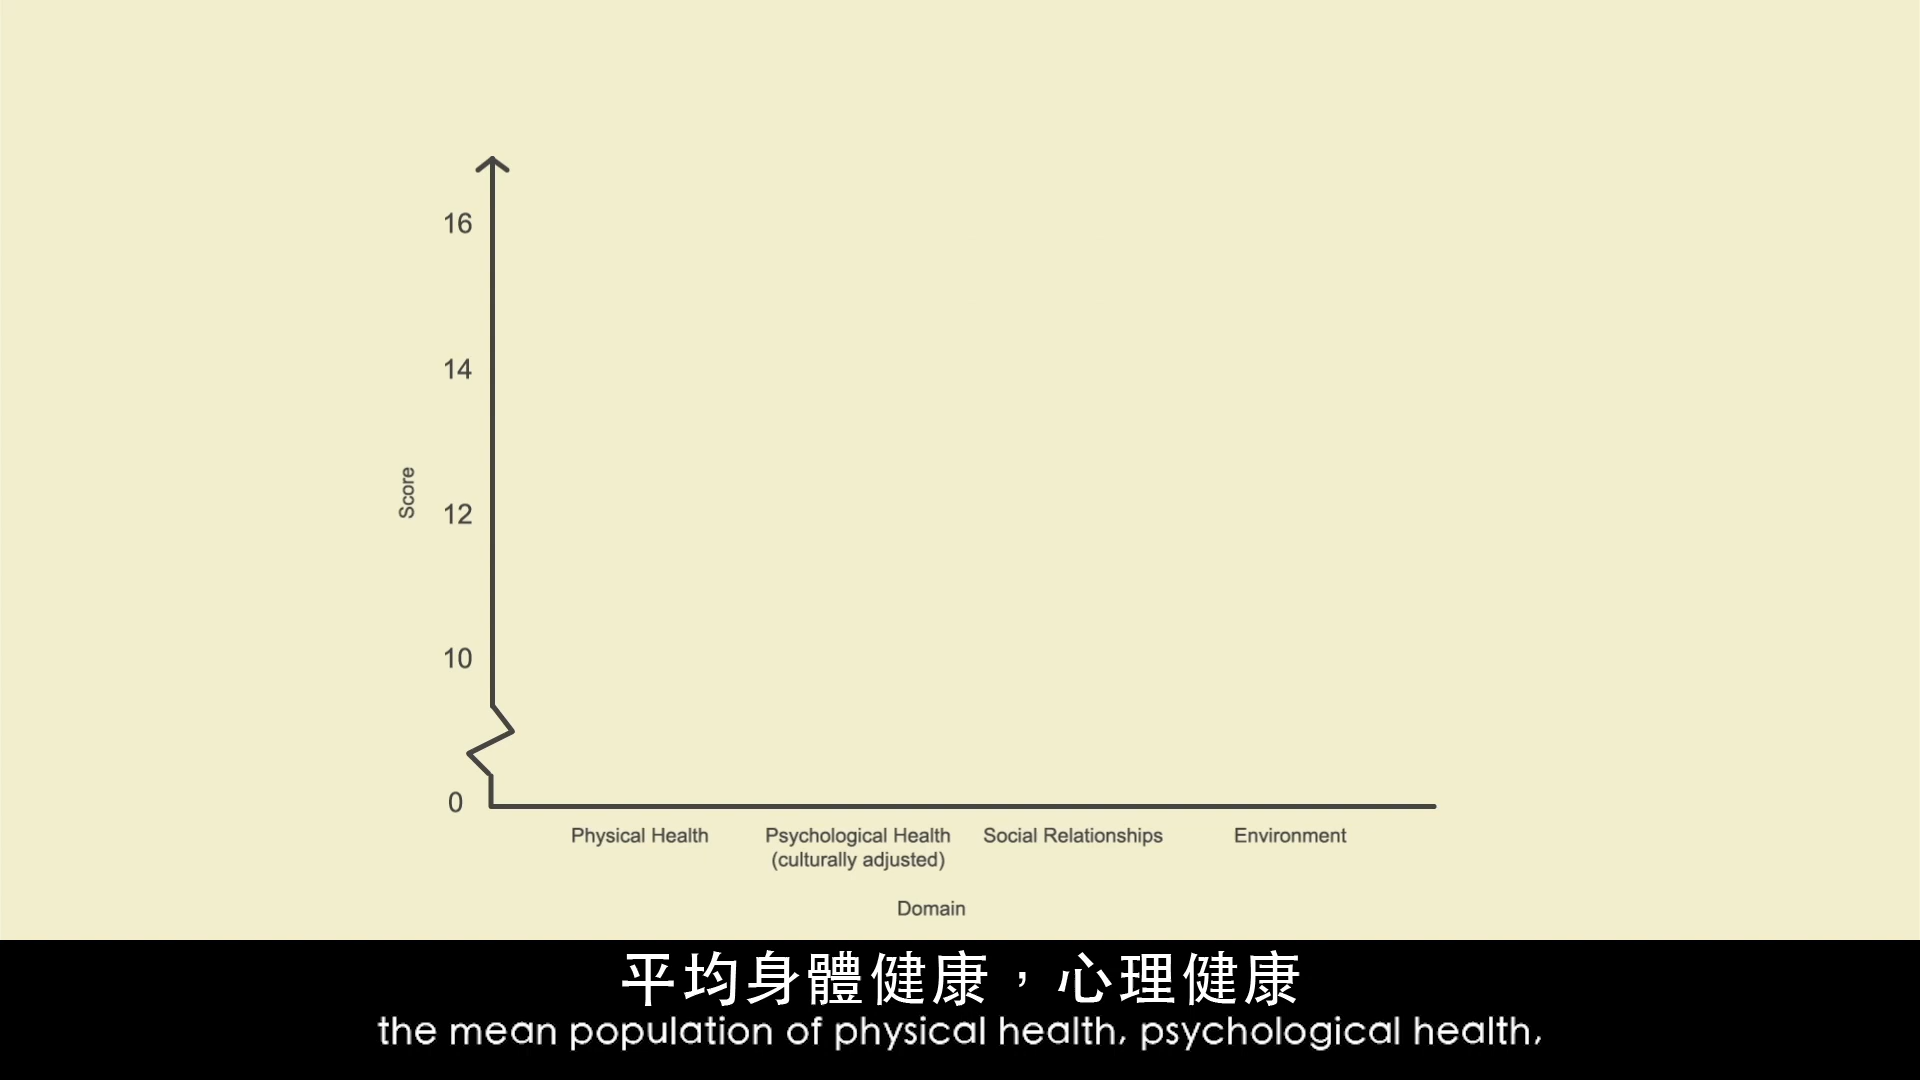 16
14
12
10
0
Score
Physical Health
Psychological Health
(culturally adjusted)
Social Relationships
Environment
Domain
平均身體健康，心理健康
the mean population of physical health, psychological health,